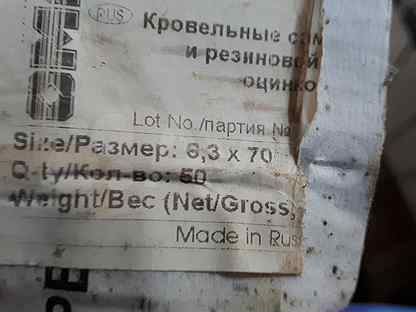 RUS
Кровельные сам
и резиновой
оцинко
Lot No./партия №
Size/Размер: 6,3 x 70
Q-ty/Кол-во: 50
Weight/Вес (Net/Gross)
Made in Rus